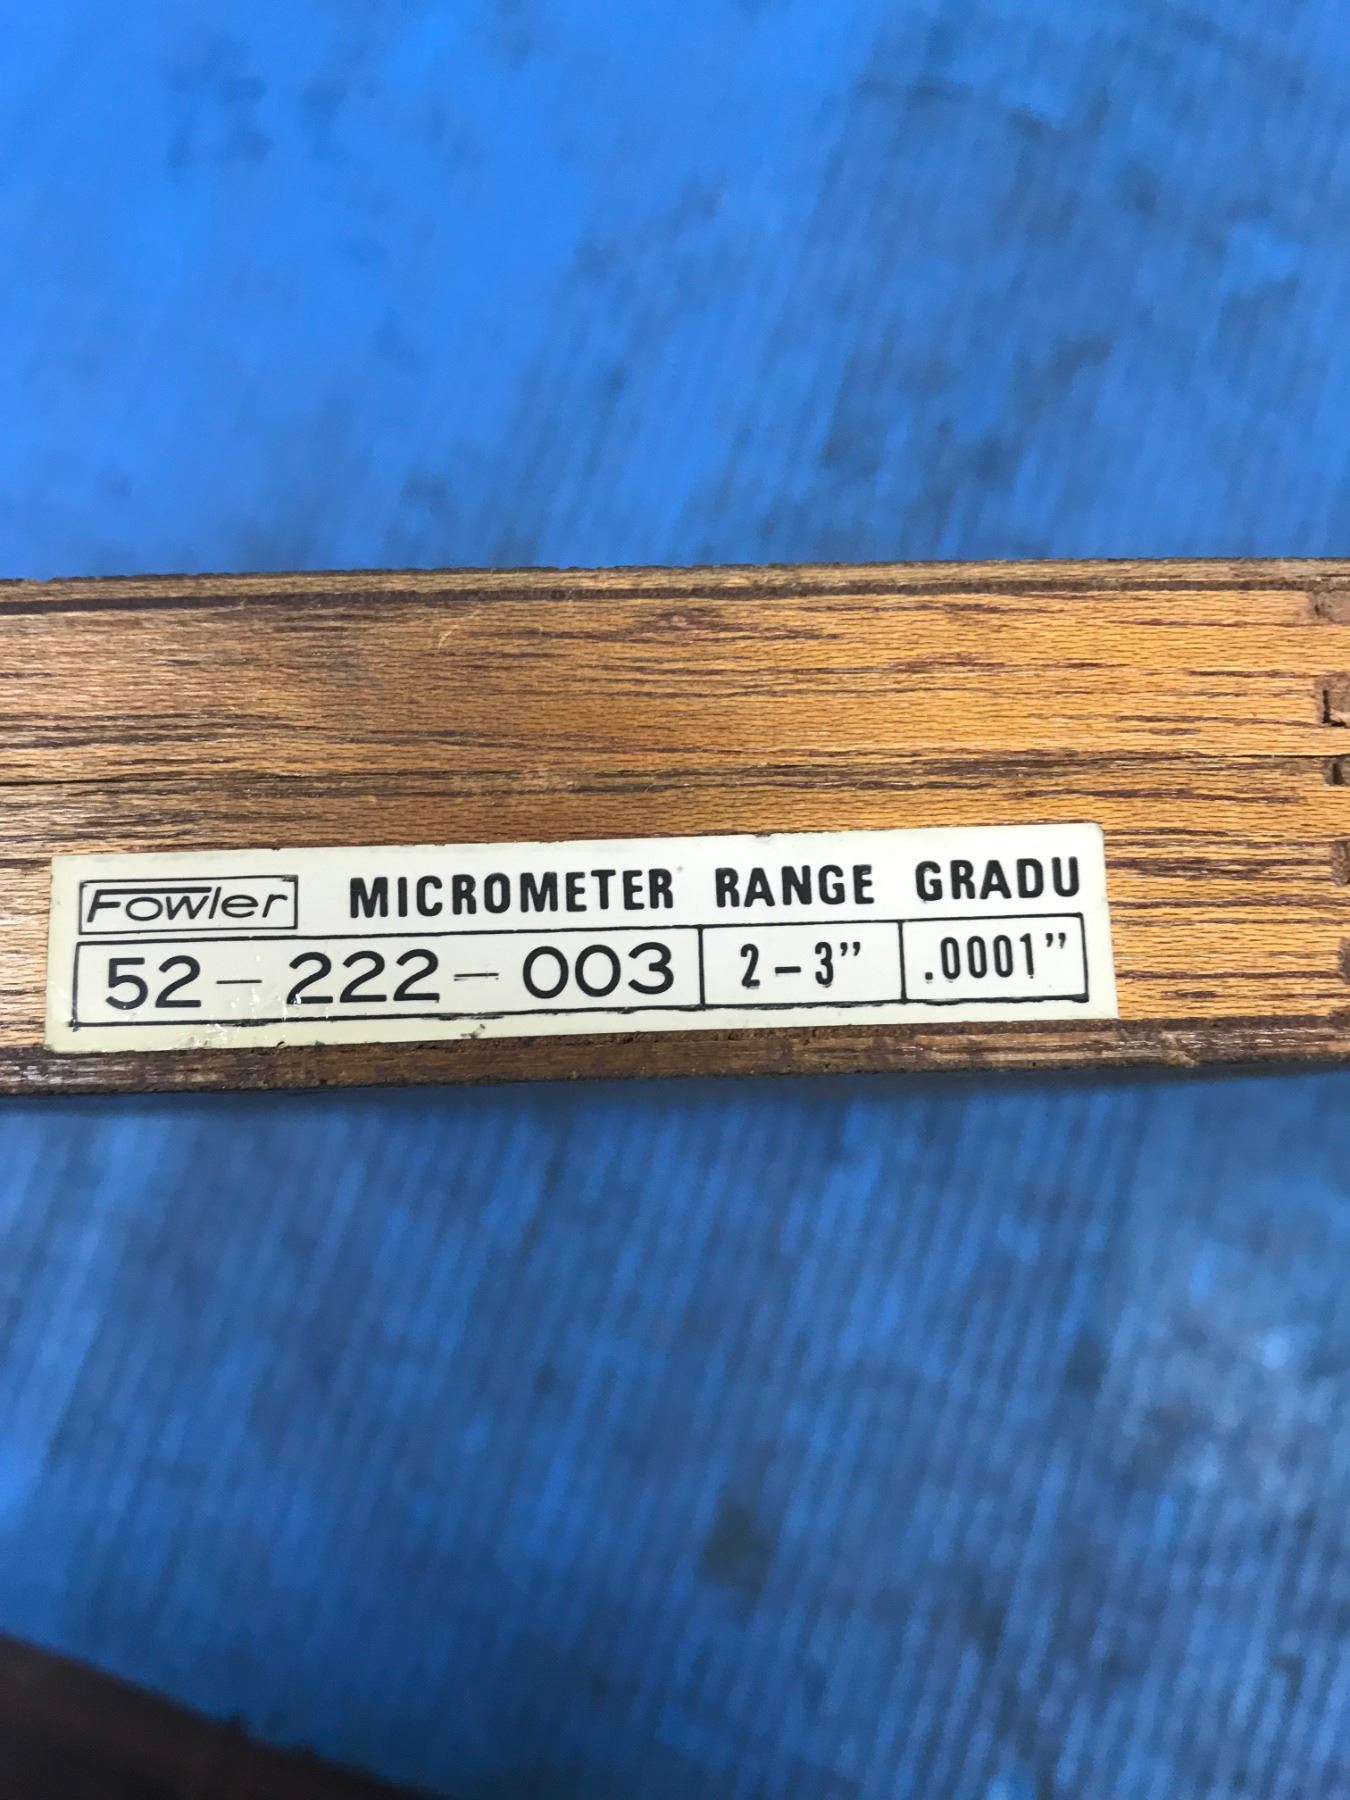 Fowler MICROMETER RANGE GRADU
52-222-003 2-3" .0001"